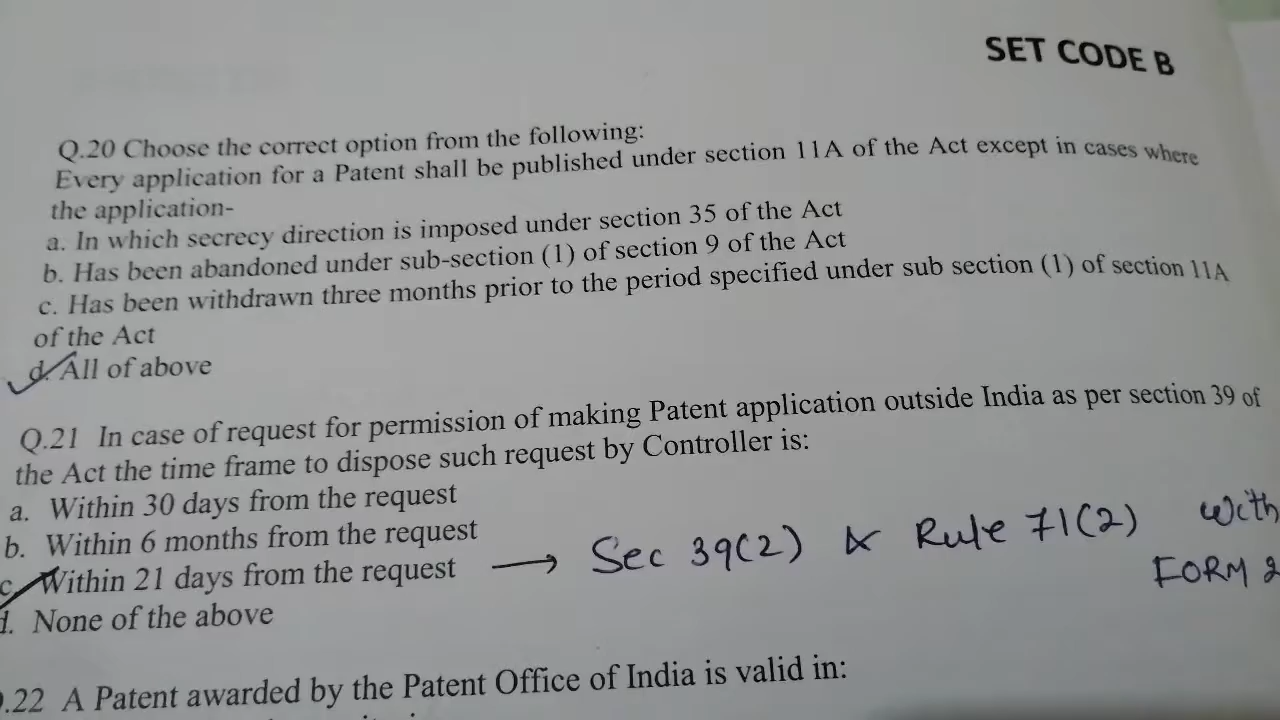 SET CODE B
Q.20 Choose the correct option from the following:
Every application for a Patent shall be published under section 11A of the Act except in cases where
the application-
a. In which secrecy direction is imposed under section 35 of the Act
b. Has been abandoned under sub-section (1) of section 9 of the Act
c. Has been withdrawn three months prior to the period specified under sub section (1) of section 11A
of the Act
d. All of above
Q.21 In case of request for permission of making Patent application outside India as per section 39 of
the Act the time frame to dispose such request by Controller is:
a. Within 30 days from the request
b. Within 6 months from the request
c. Within 21 days from the request → Sec 39(2) & Rule 71(2) with
FORM 2
d. None of the above
.22 A Patent awarded by the Patent Office of India is valid in: